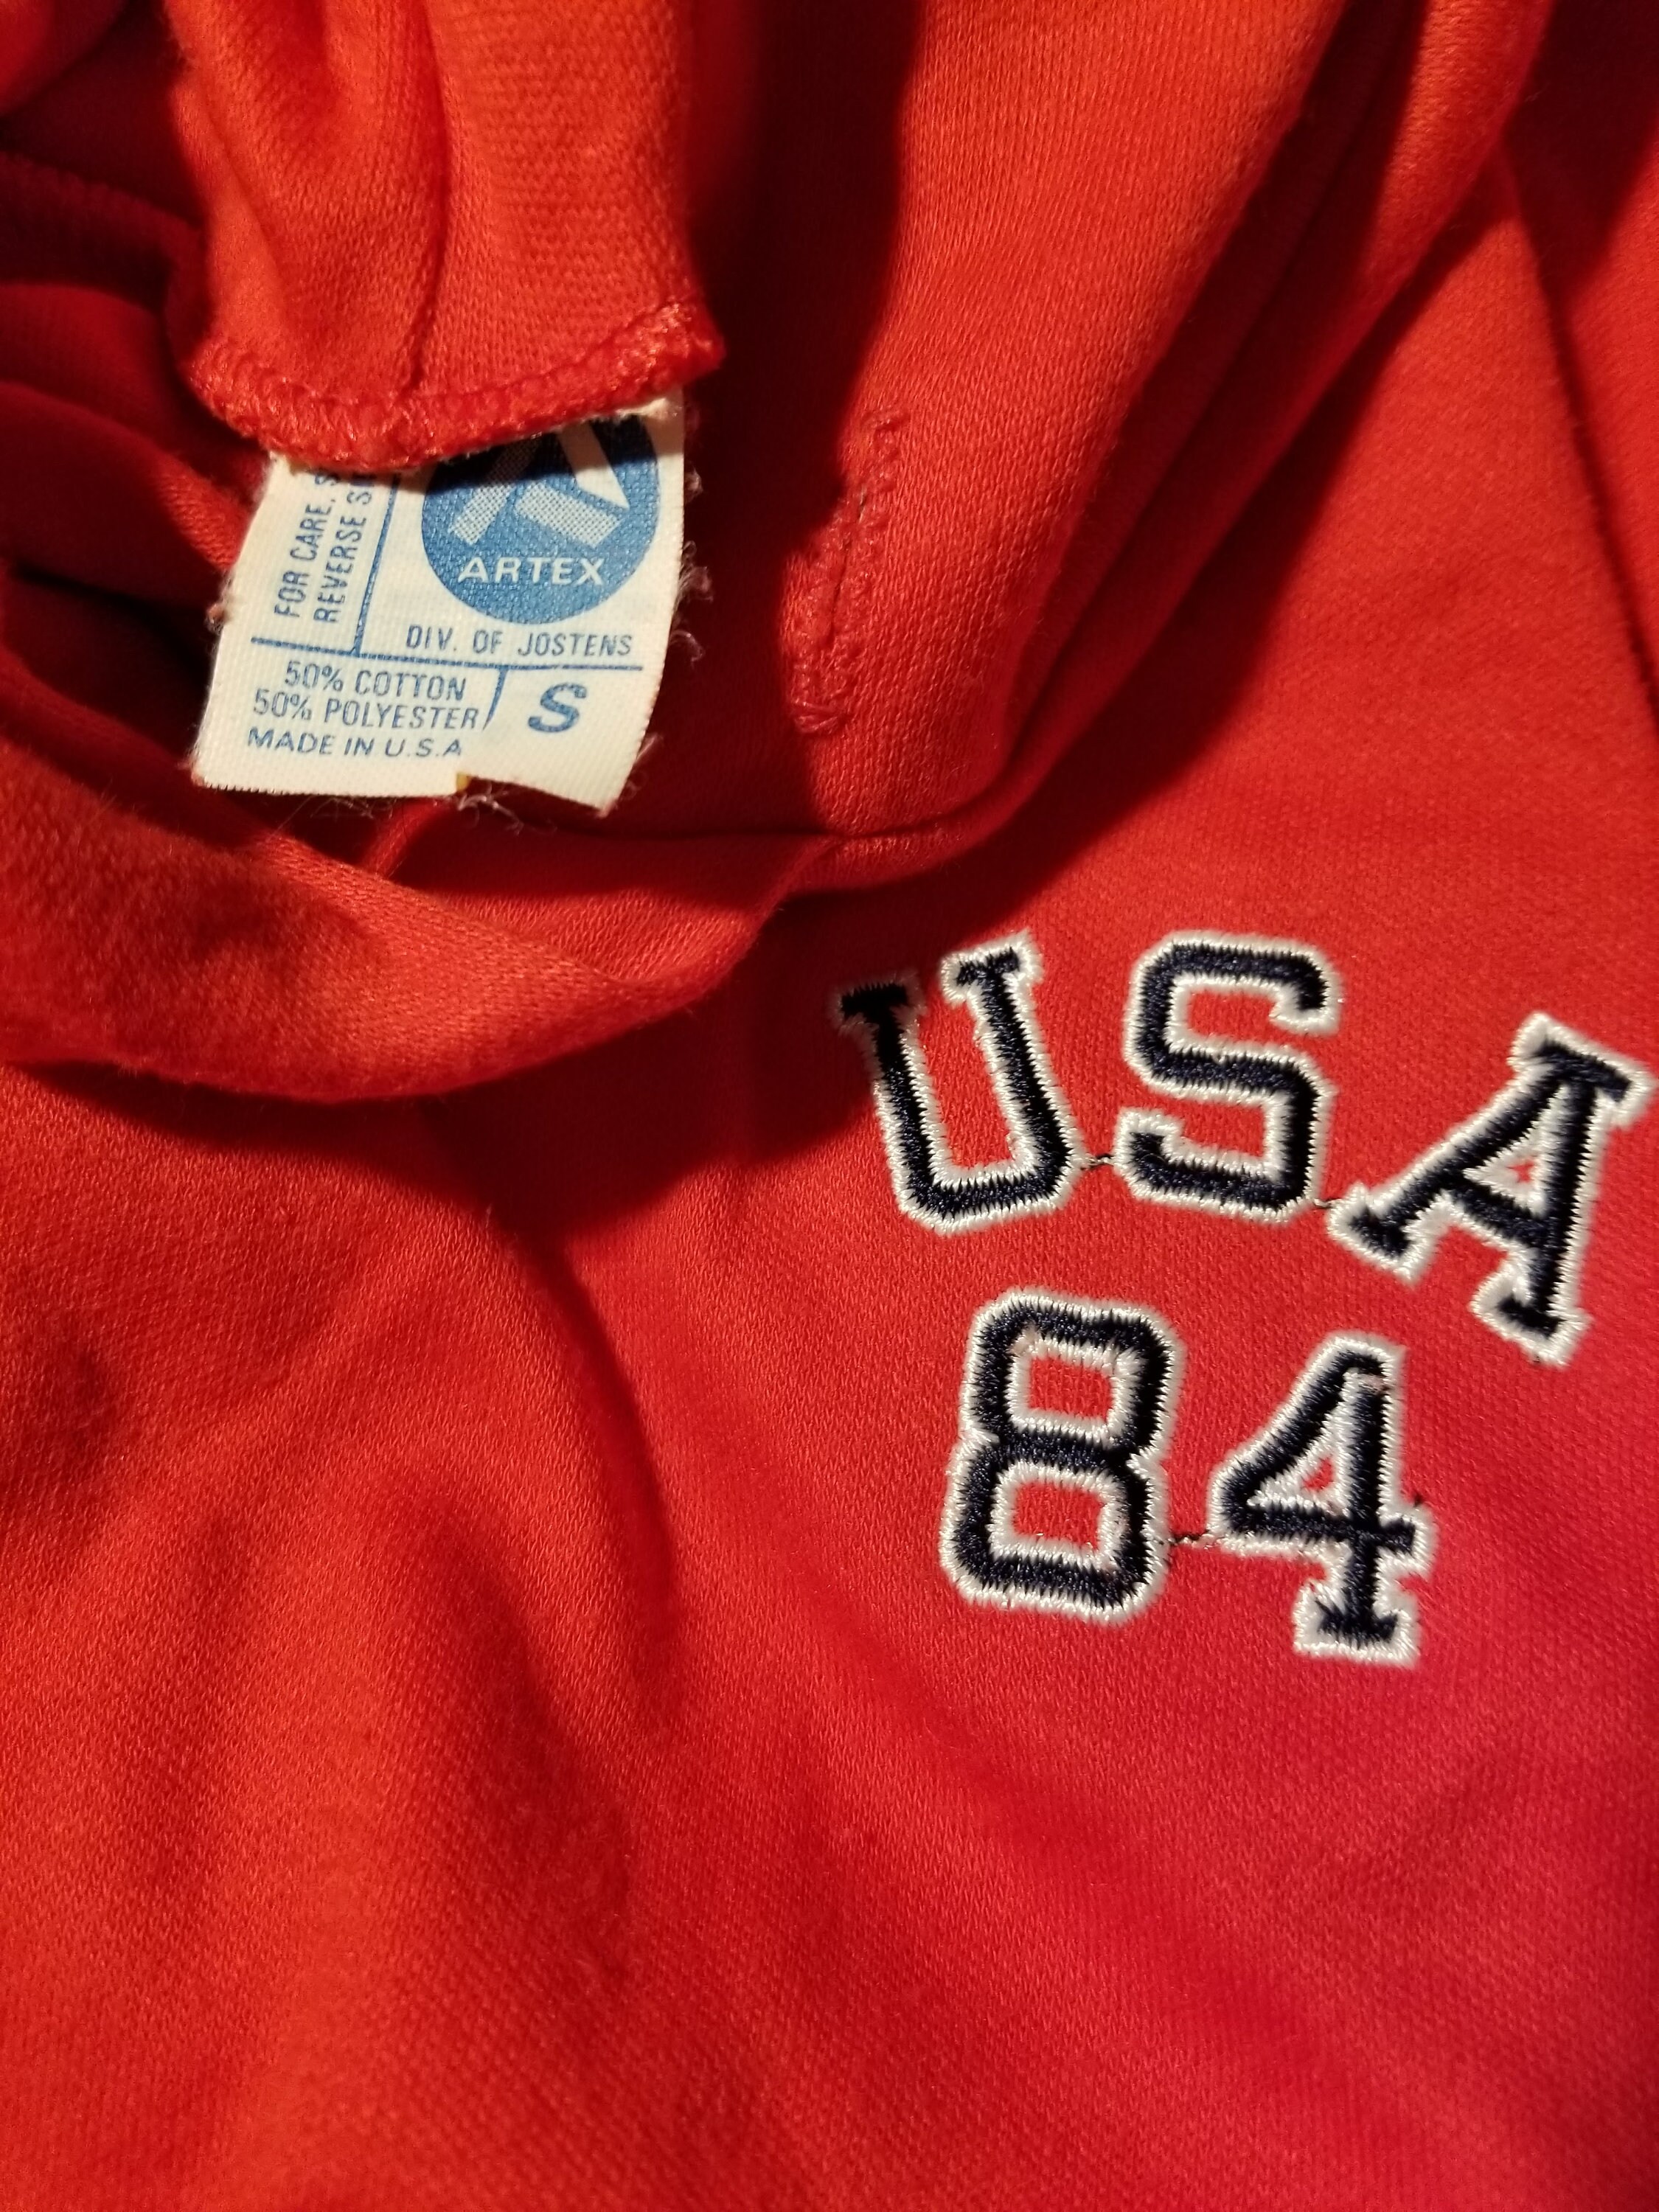 FOR CARE, S
REVERSE S
ARTEX
DIV. OF JOSTENS
50% COTTON
50% POLYESTER
MADE IN U.S.A
S
USA
84